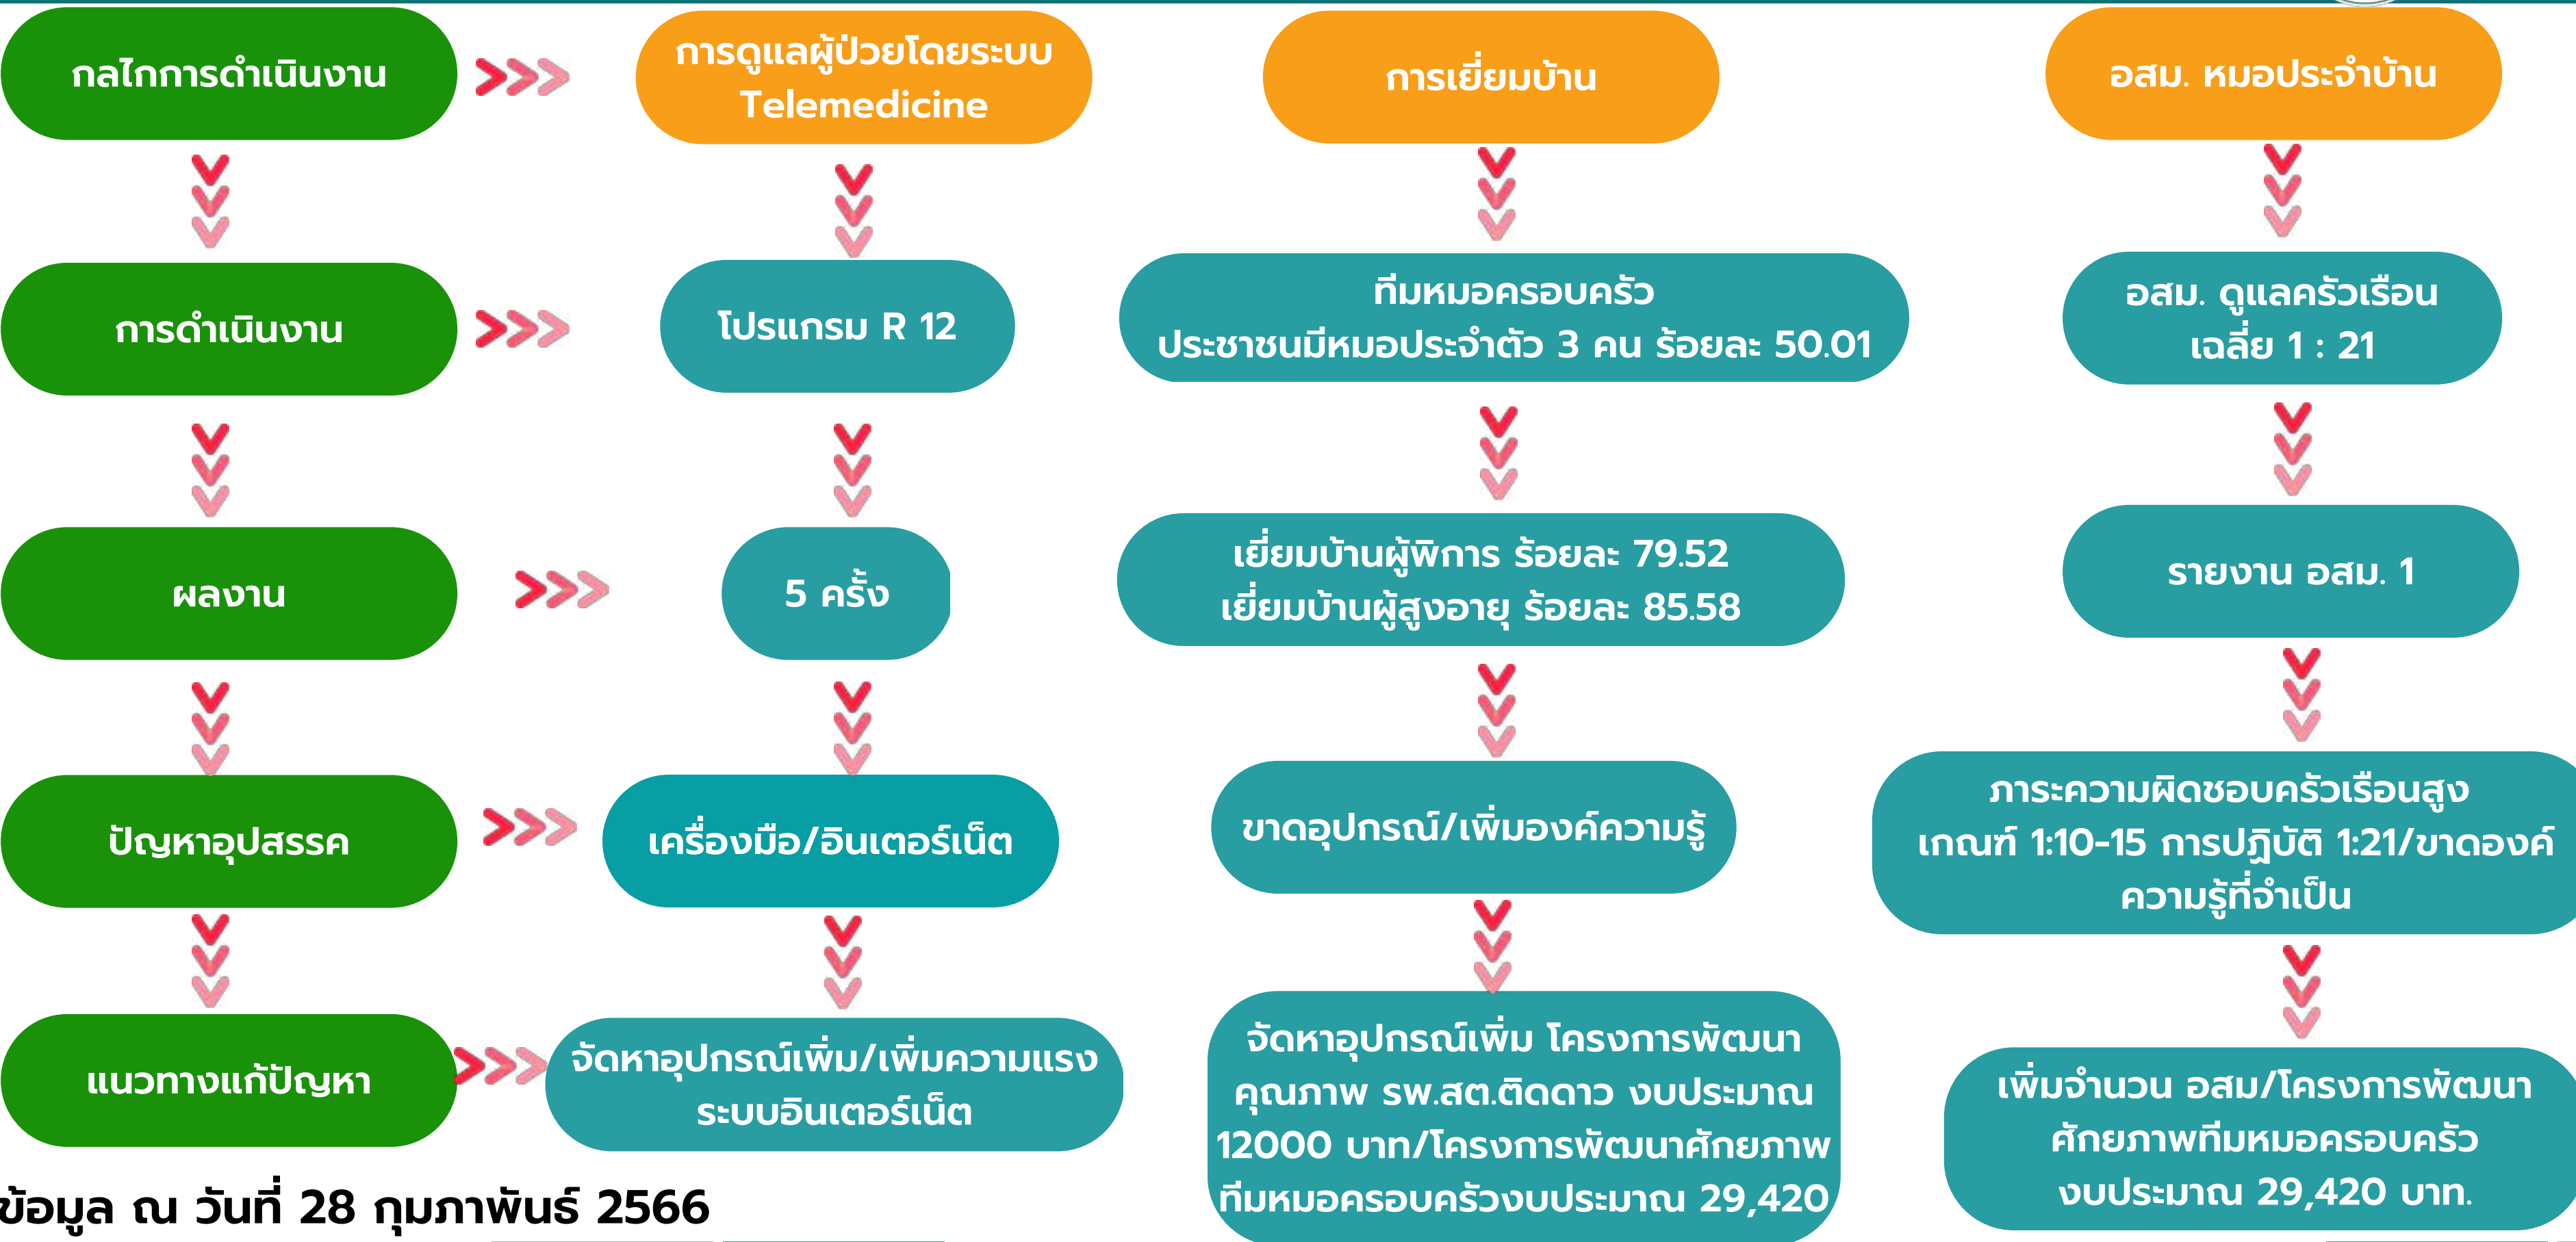 กลไกการดำเนินงาน
การดูแลผู้ป่วยโดยระบบ
Telemedicine
การเยี่ยมบ้าน
อสม. หมอประจำบ้าน
การดำเนินงาน
โปรแกรม R 12
ทีมหมอครอบครัว
ประชาชนมีหมอประจำตัว 3 คน ร้อยละ 50.01
อสม. ดูแลครัวเรือน
เฉลี่ย 1 : 21
ผลงาน
5 ครั้ง
เยี่ยมบ้านผู้พิการ ร้อยละ 79.52
เยี่ยมบ้านผู้สูงอายุ ร้อยละ 85.58
รายงาน อสม. 1
ปัญหาอุปสรรค
เครื่องมือ/อินเตอร์เน็ต
ขาดอุปกรณ์/เพิ่มองค์ความรู้
ภาระความผิดชอบครัวเรือนสูง
เกณฑ์ 1:10-15 การปฏิบัติ 1:21/ขาดองค์
ความรู้ที่จำเป็น
แนวทางแก้ปัญหา
จัดหาอุปกรณ์เพิ่ม/เพิ่มความแรง
ระบบอินเตอร์เน็ต
จัดหาอุปกรณ์เพิ่ม โครงการพัฒนา
คุณภาพ รพ.สต.ติดดาว งบประมาณ
12000 บาท/โครงการพัฒนาศักยภาพ
ทีมหมอครอบครัวงบประมาณ 29,420
เพิ่มจำนวน อสม/โครงการพัฒนา
ศักยภาพทีมหมอครอบครัว
งบประมาณ 29,420 บาท.
ข้อมูล ณ วันที่ 28 กุมภาพันธ์ 2566